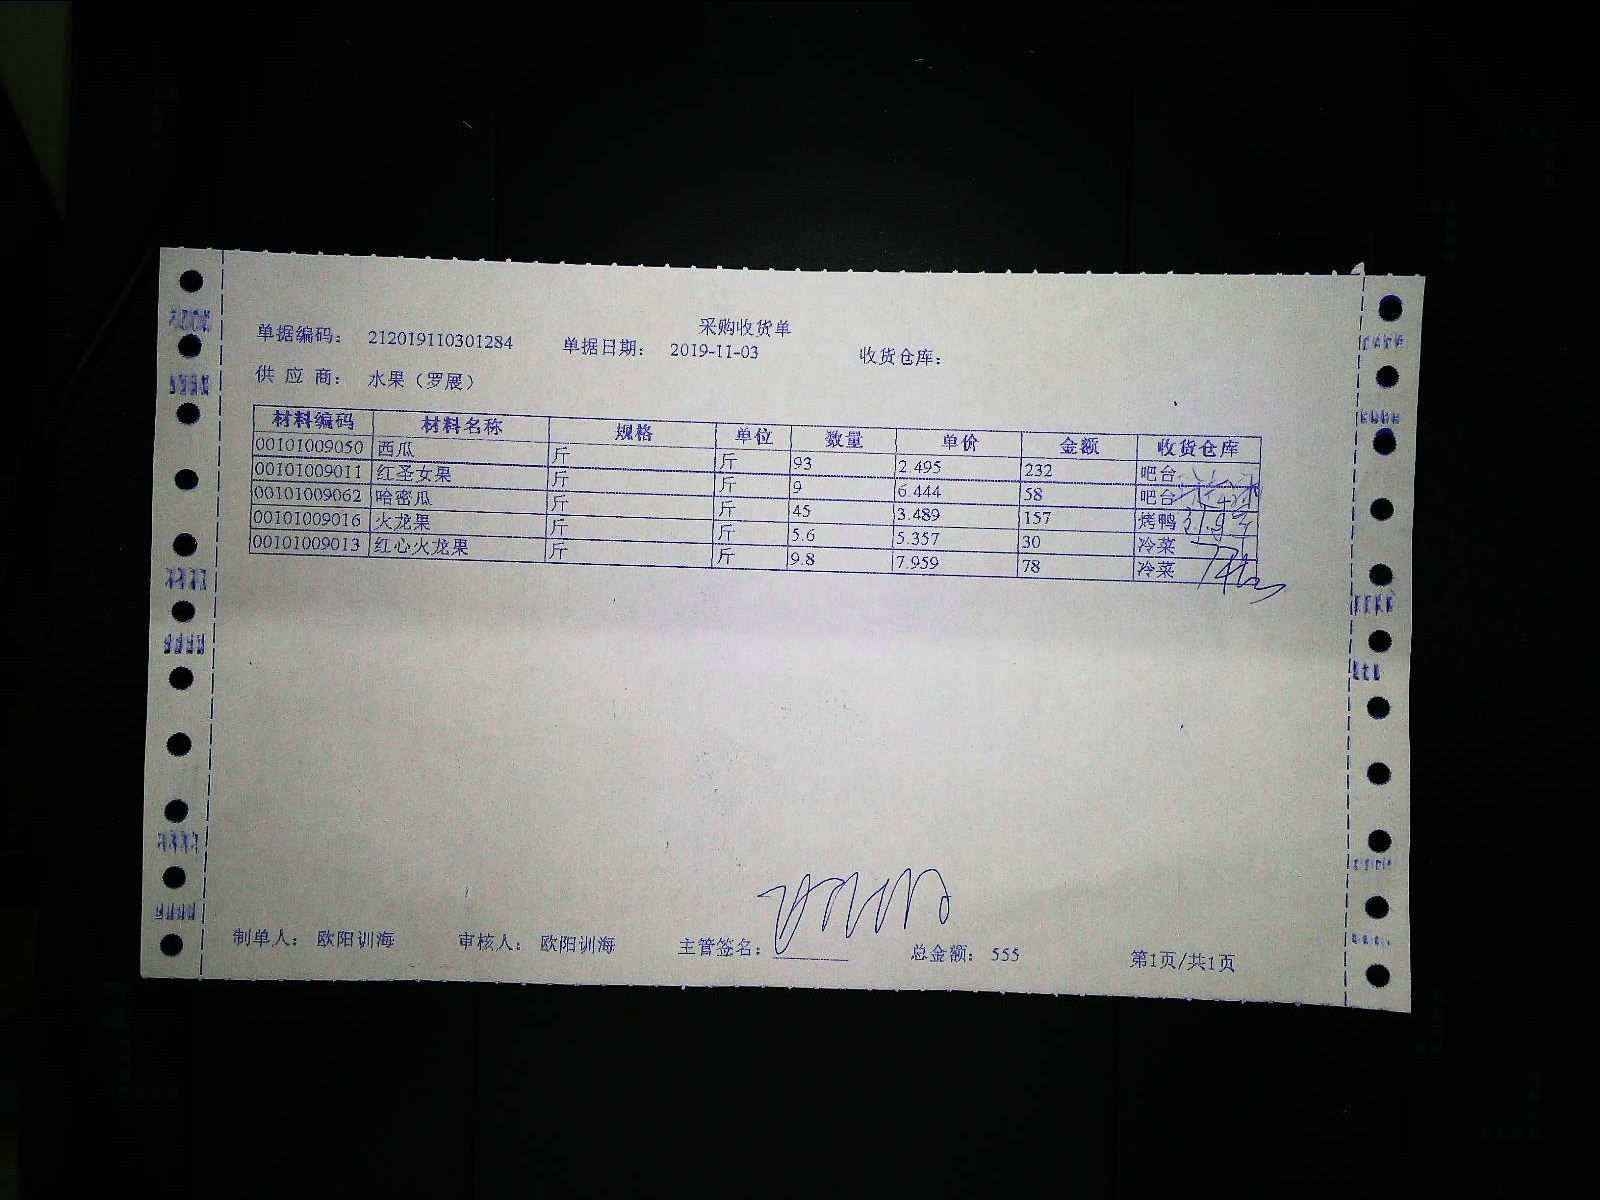 采购收货单
单据编码： 212019110301284 单据日期： 2019-11-03 收货仓库：
供 应 商： 水果（罗展）
材料编码 材料名称 规格 单位 数量 单价 金额 收货仓库
00101009050 西瓜 斤 斤 93 2.495 232 吧台
00101009011 红圣女果 斤 斤 9 6.444 58 吧台
00101009062 哈密瓜 斤 斤 45 3.489 157 烤鸭
00101009016 火龙果 斤 斤 5.6 5.357 30 冷菜
00101009013 红心火龙果 斤 斤 9.8 7.959 78 冷菜
制单人： 欧阳训海 审核人： 欧阳训海 主管签名： 总金额： 555 第1页/共1页